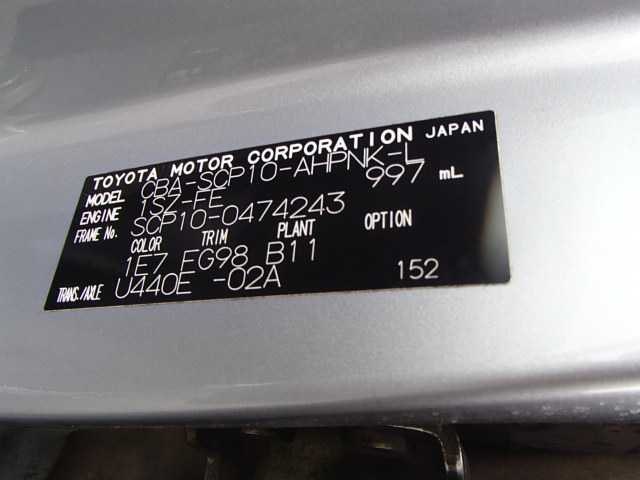 TOYOTA MOTOR CORPORATION JAPAN
MODEL CBA-SCP10-AHPNK-L
ENGINE 1SZ-FE 997 mL
FRAME No. SCP10-0474243
COLOR TRIM PLANT OPTION
1E7 FG98 B11
TRANS./AXLE U440E -02A 152